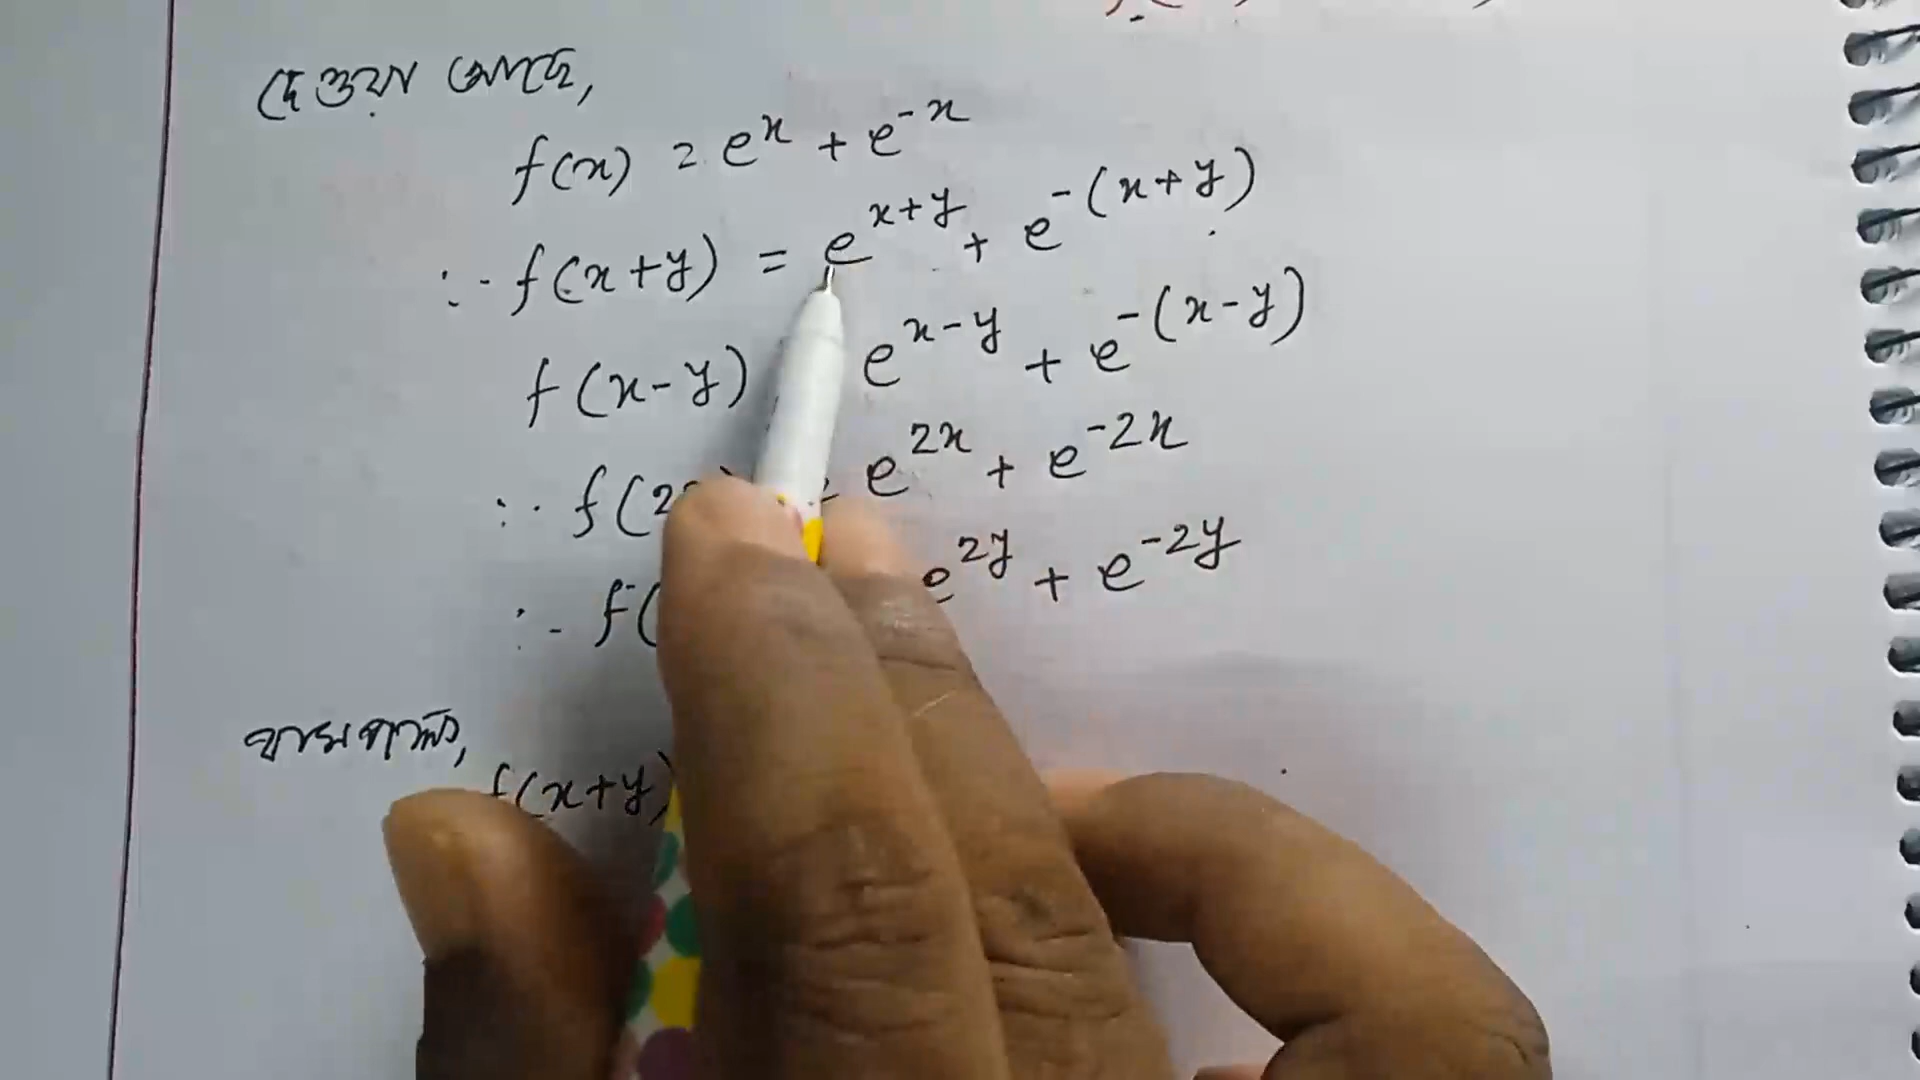 দেওয়া আছে,
f(x) = e^x + e^-x
∴ f(x+y) = e^x+y + e^-(x+y)
f(x-y) e^x-y + e^-(x-y)
∴ f(2 = e^2x + e^-2x
∴ f( e^2y + e^-2y
বামপক্ষ,
f(x+y)